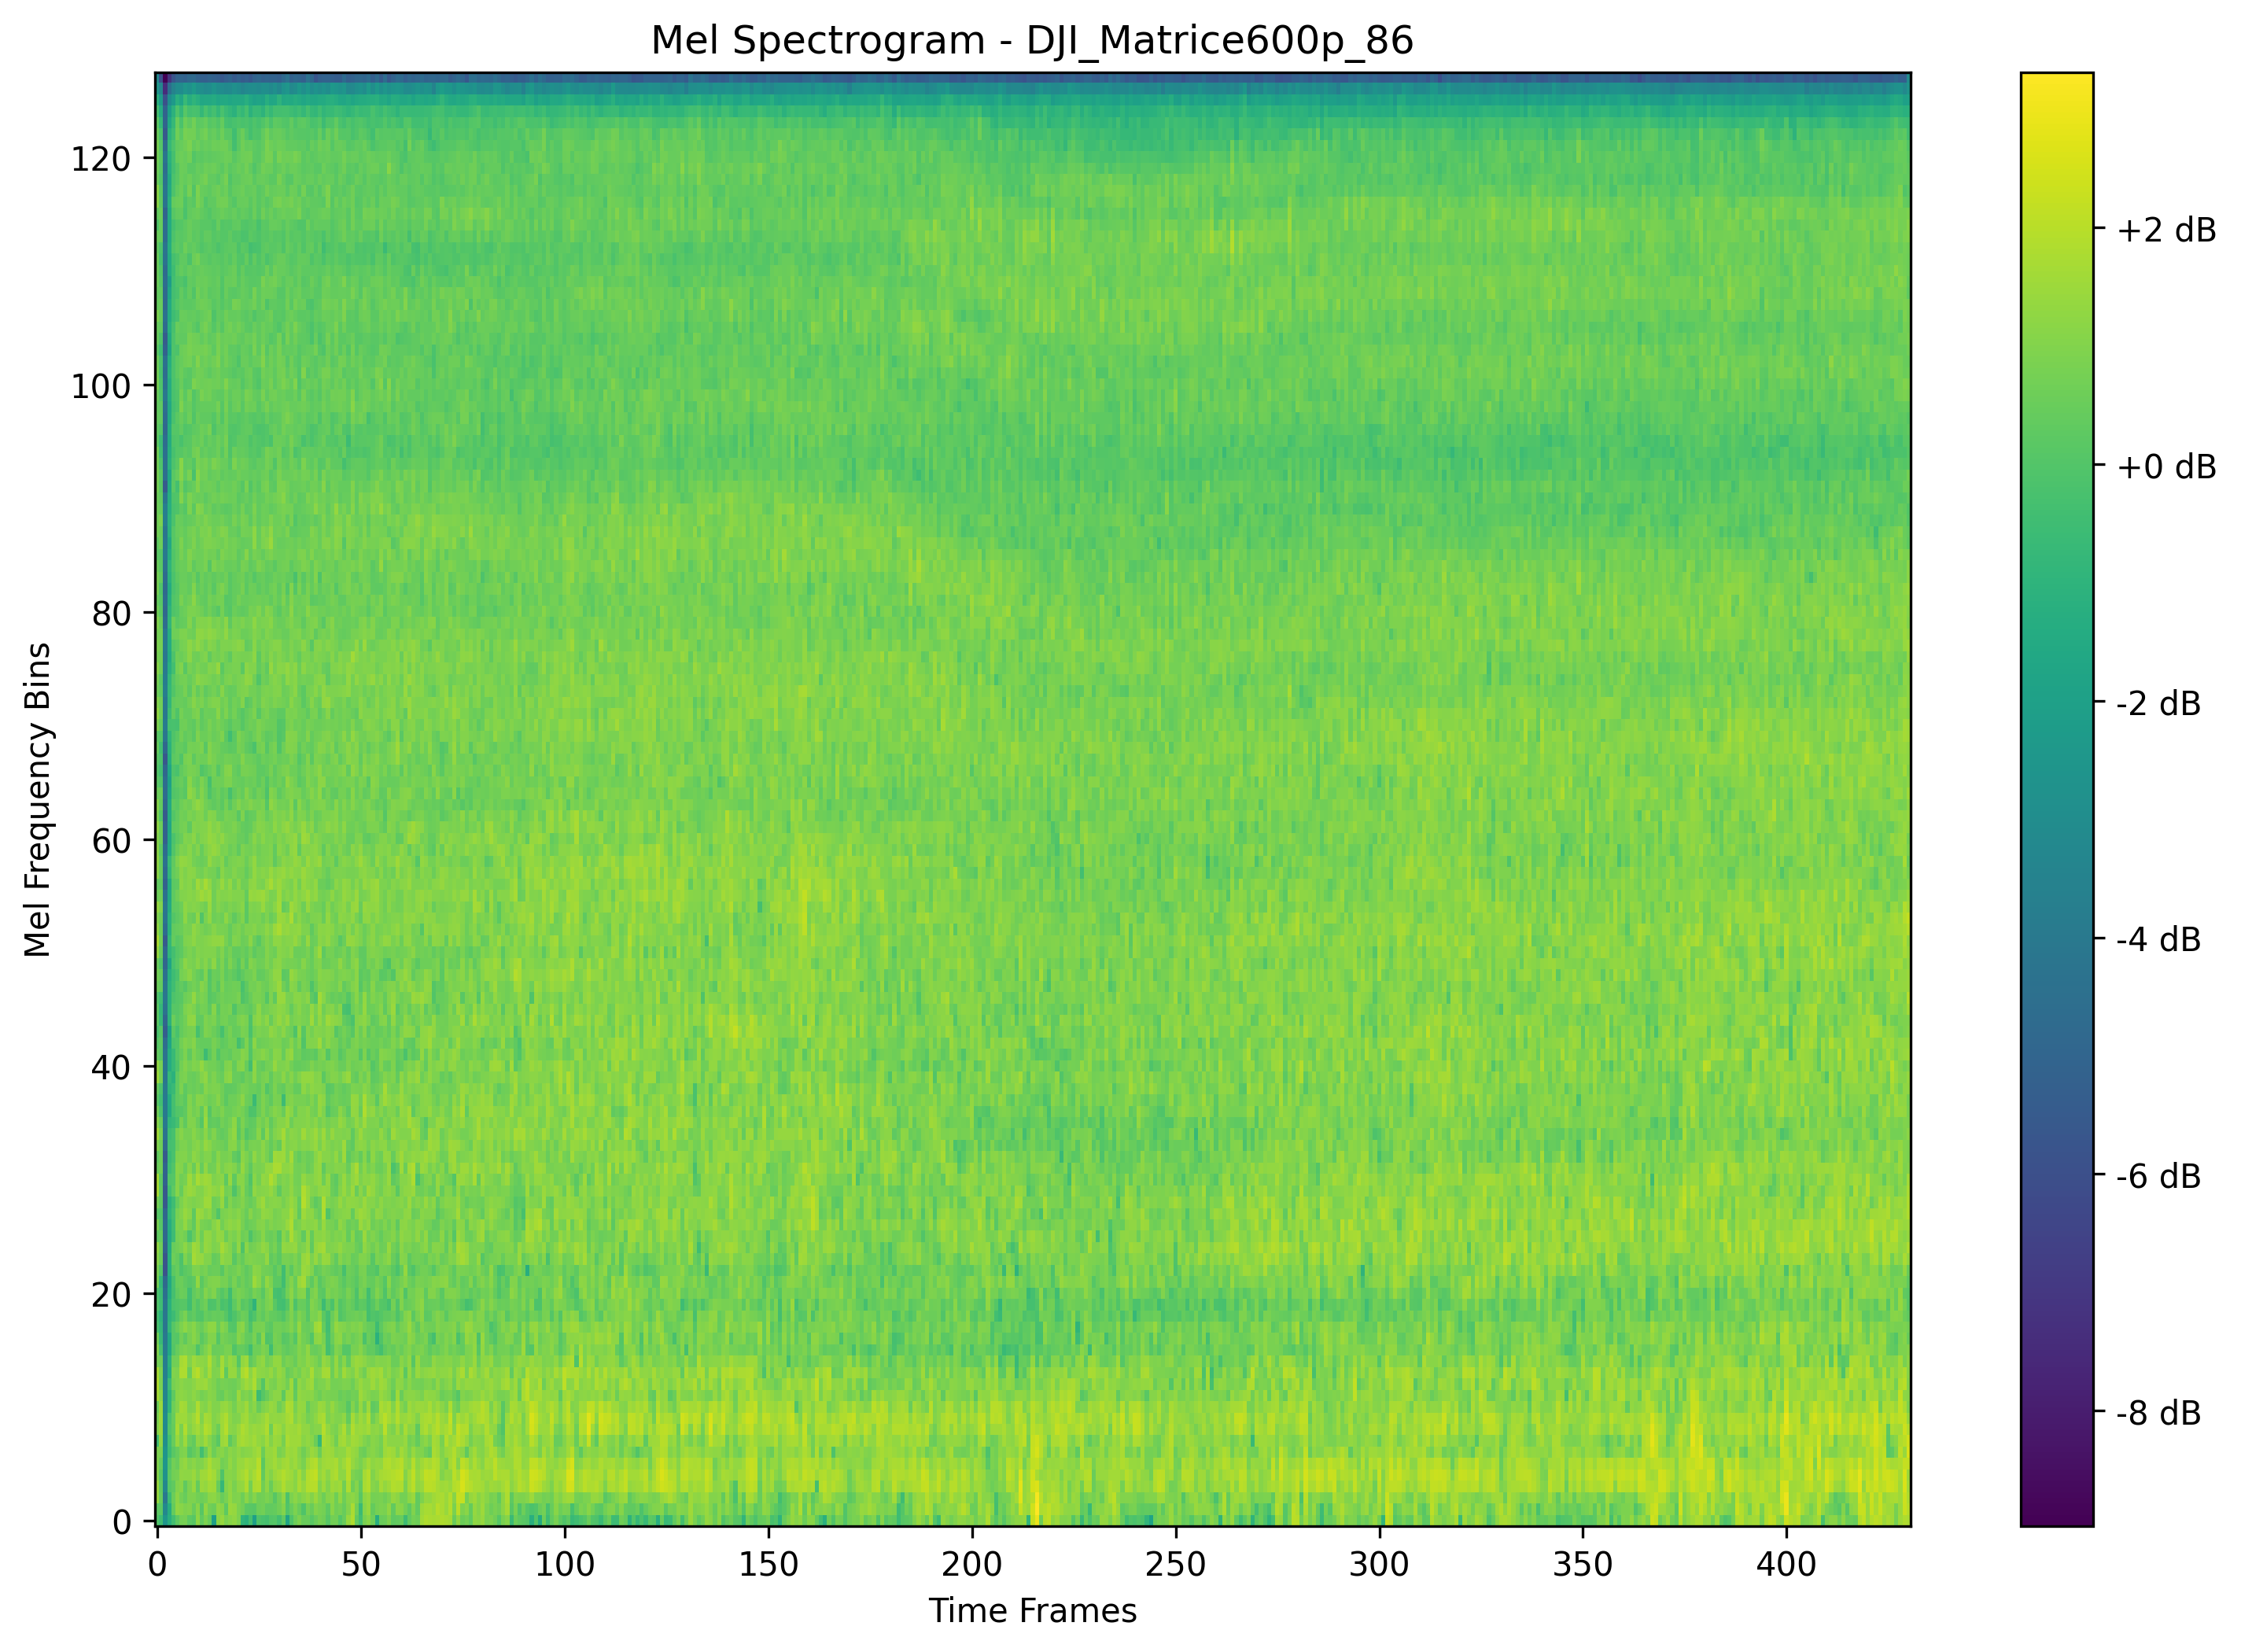 Mel Spectrogram - DJI_Matrice600p_86
Mel Frequency Bins
120
100
80
60
40
20
0
0 50 100 150 200 250 300 350 400
Time Frames
+2 dB
+0 dB
-2 dB
-4 dB
-6 dB
-8 dB